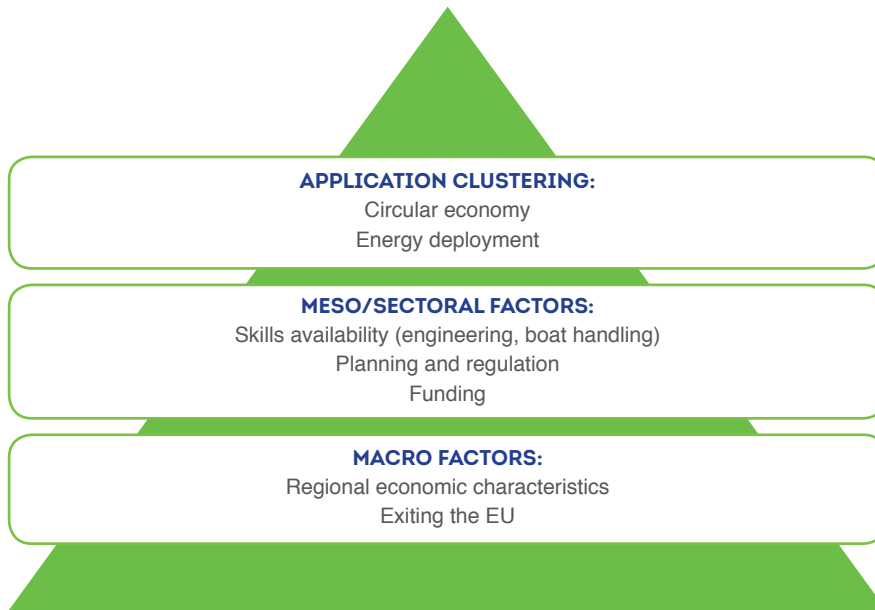 APPLICATION CLUSTERING:
Circular economy
Energy deployment
MESO/SECTORAL FACTORS:
Skills availability (engineering, boat handling)
Planning and regulation
Funding
MACRO FACTORS:
Regional economic characteristics
Exiting the EU